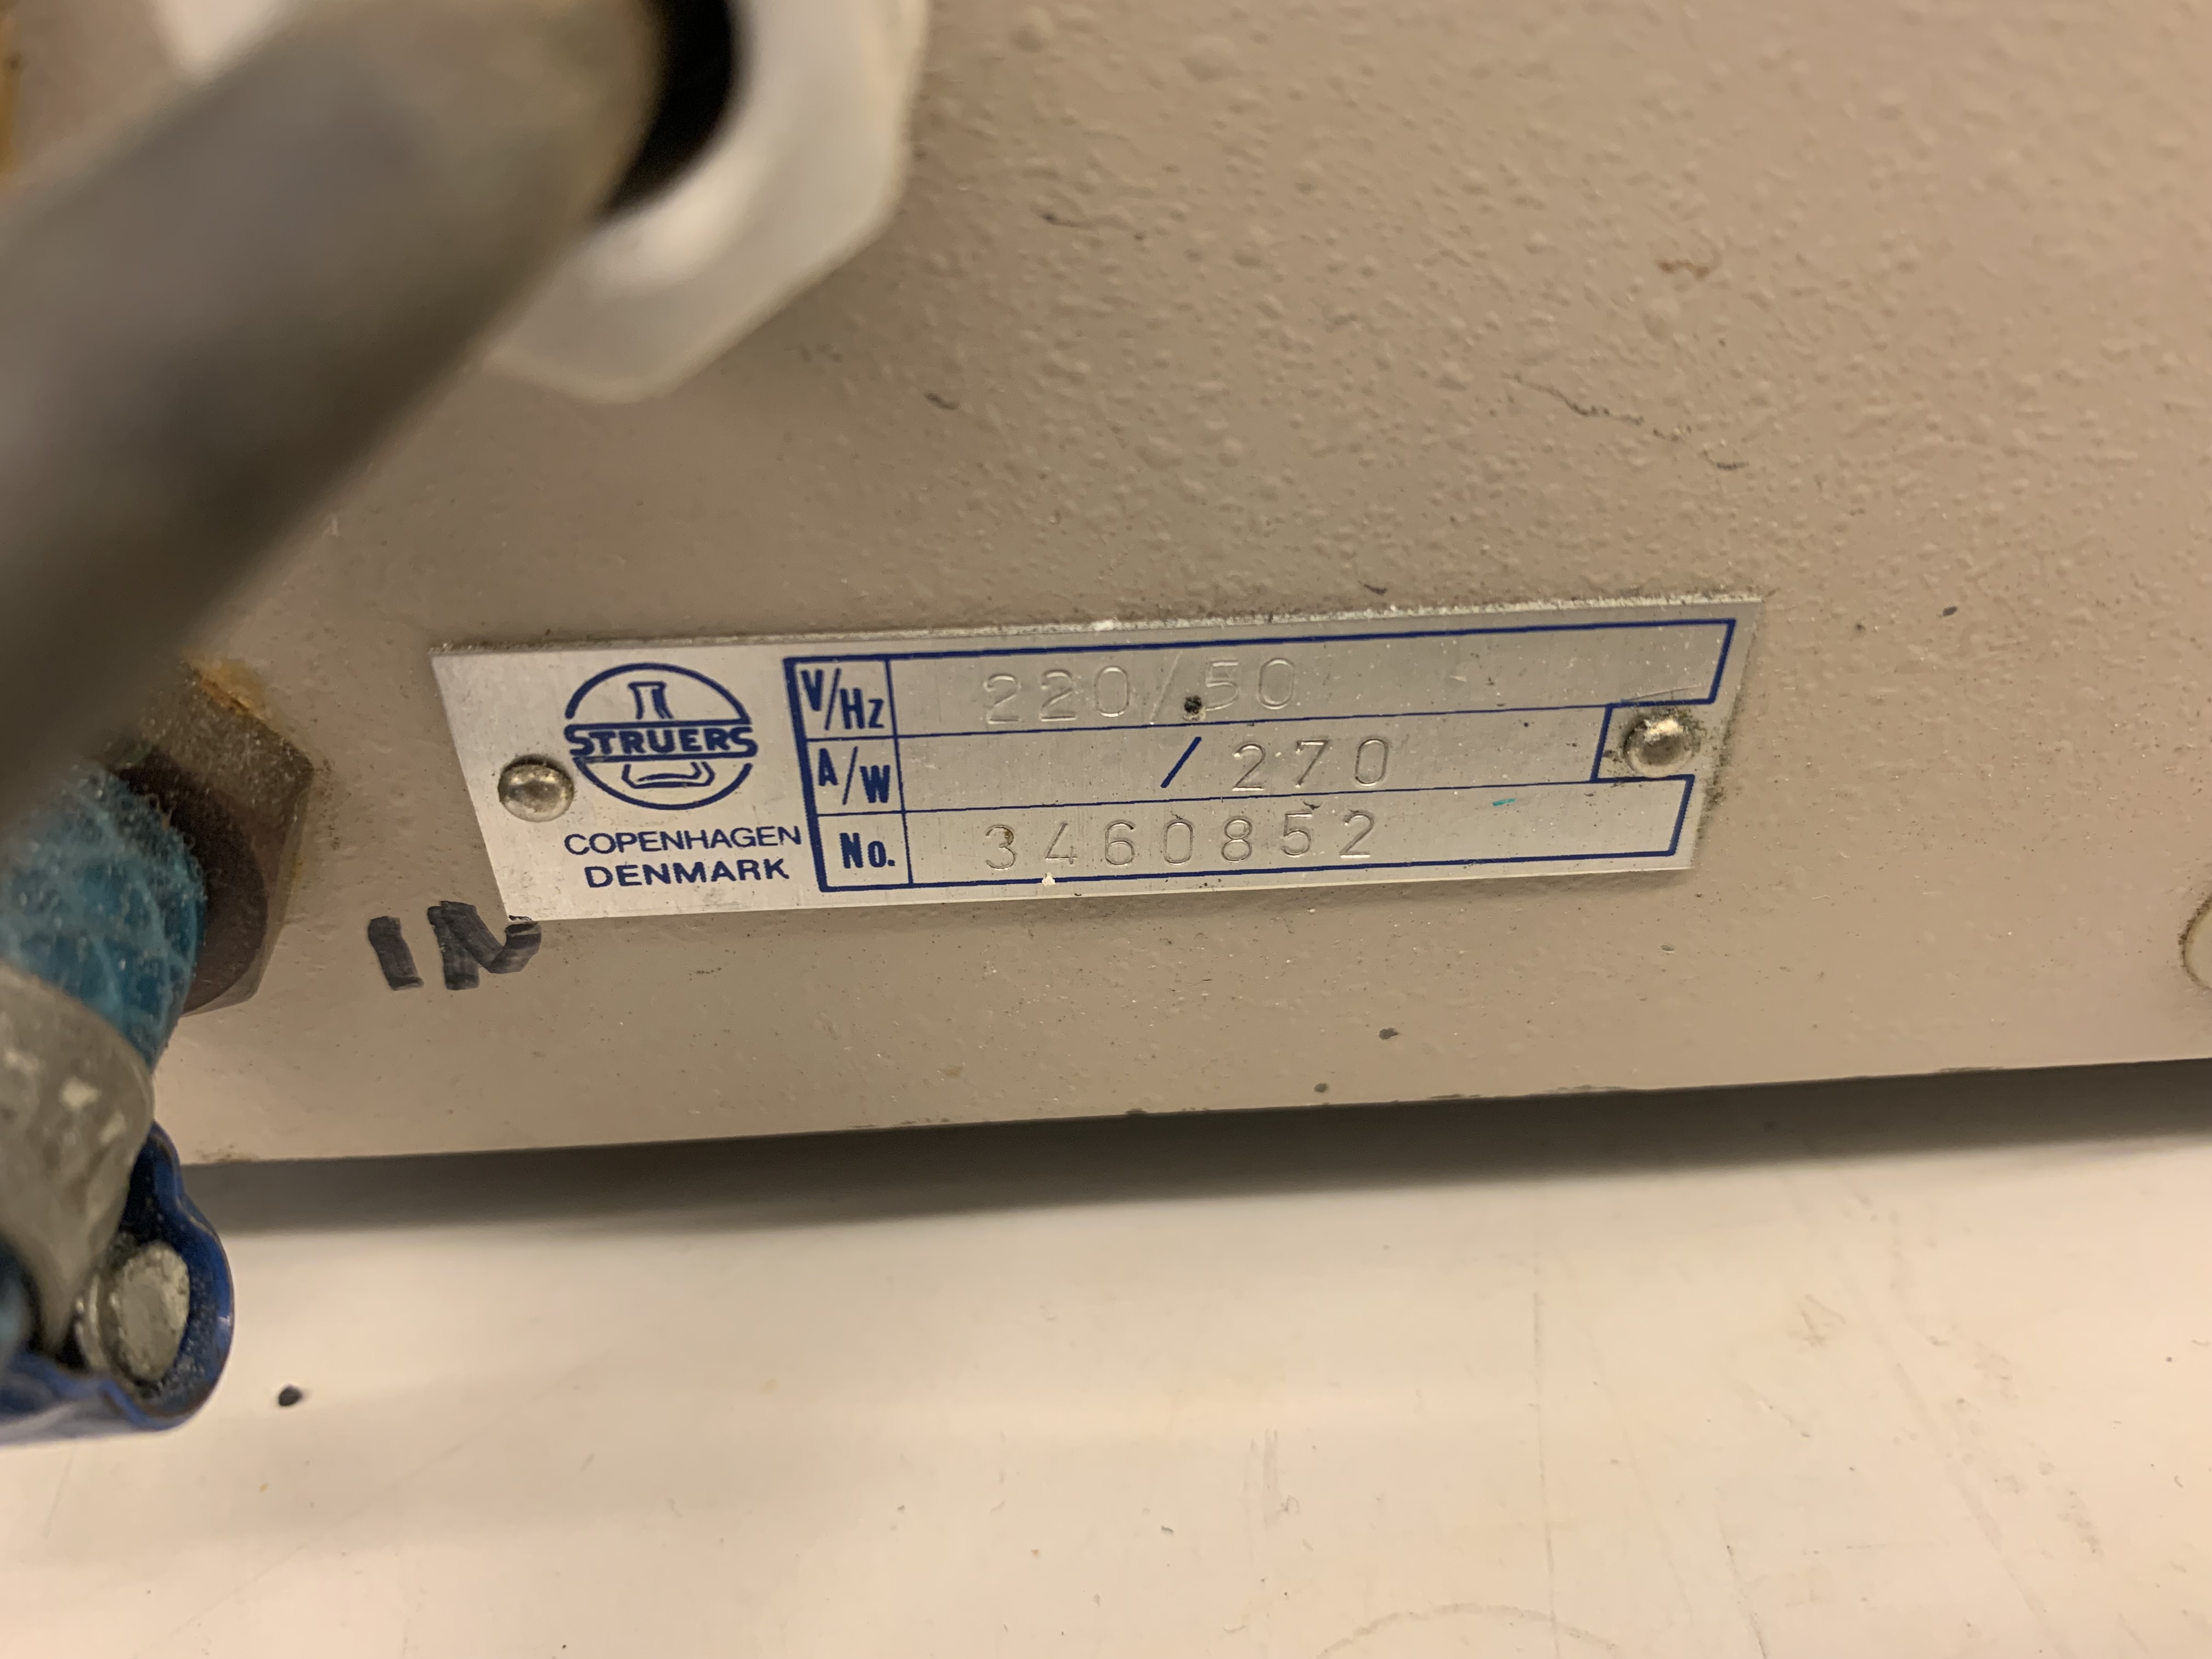 STRUERS
COPENHAGEN
DENMARK
V/Hz 220/50
A/W / 270
No. 3460852
IN